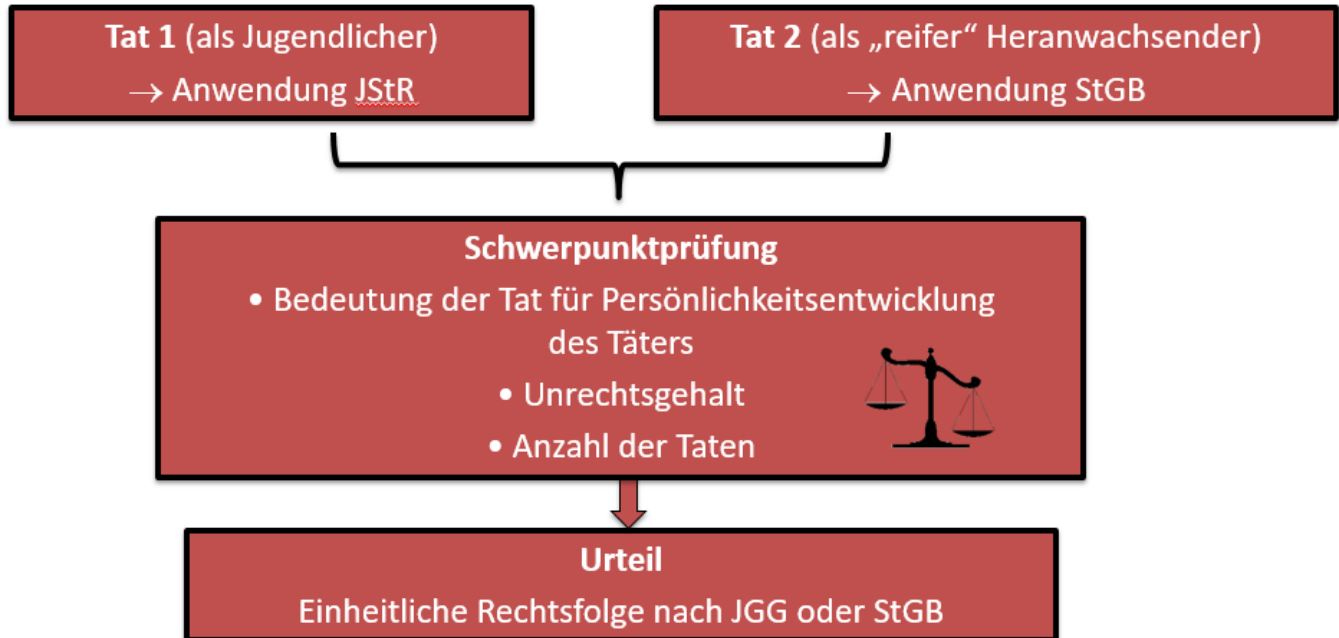 Tat 1 (als Jugendlicher)
→ Anwendung JStR
Tat 2 (als „reifer“ Heranwachsender)
→ Anwendung StGB
Schwerpunktprüfung
• Bedeutung der Tat für Persönlichkeitsentwicklung
des Täters
• Unrechtsgehalt
• Anzahl der Taten
Urteil
Einheitliche Rechtsfolge nach JGG oder StGB